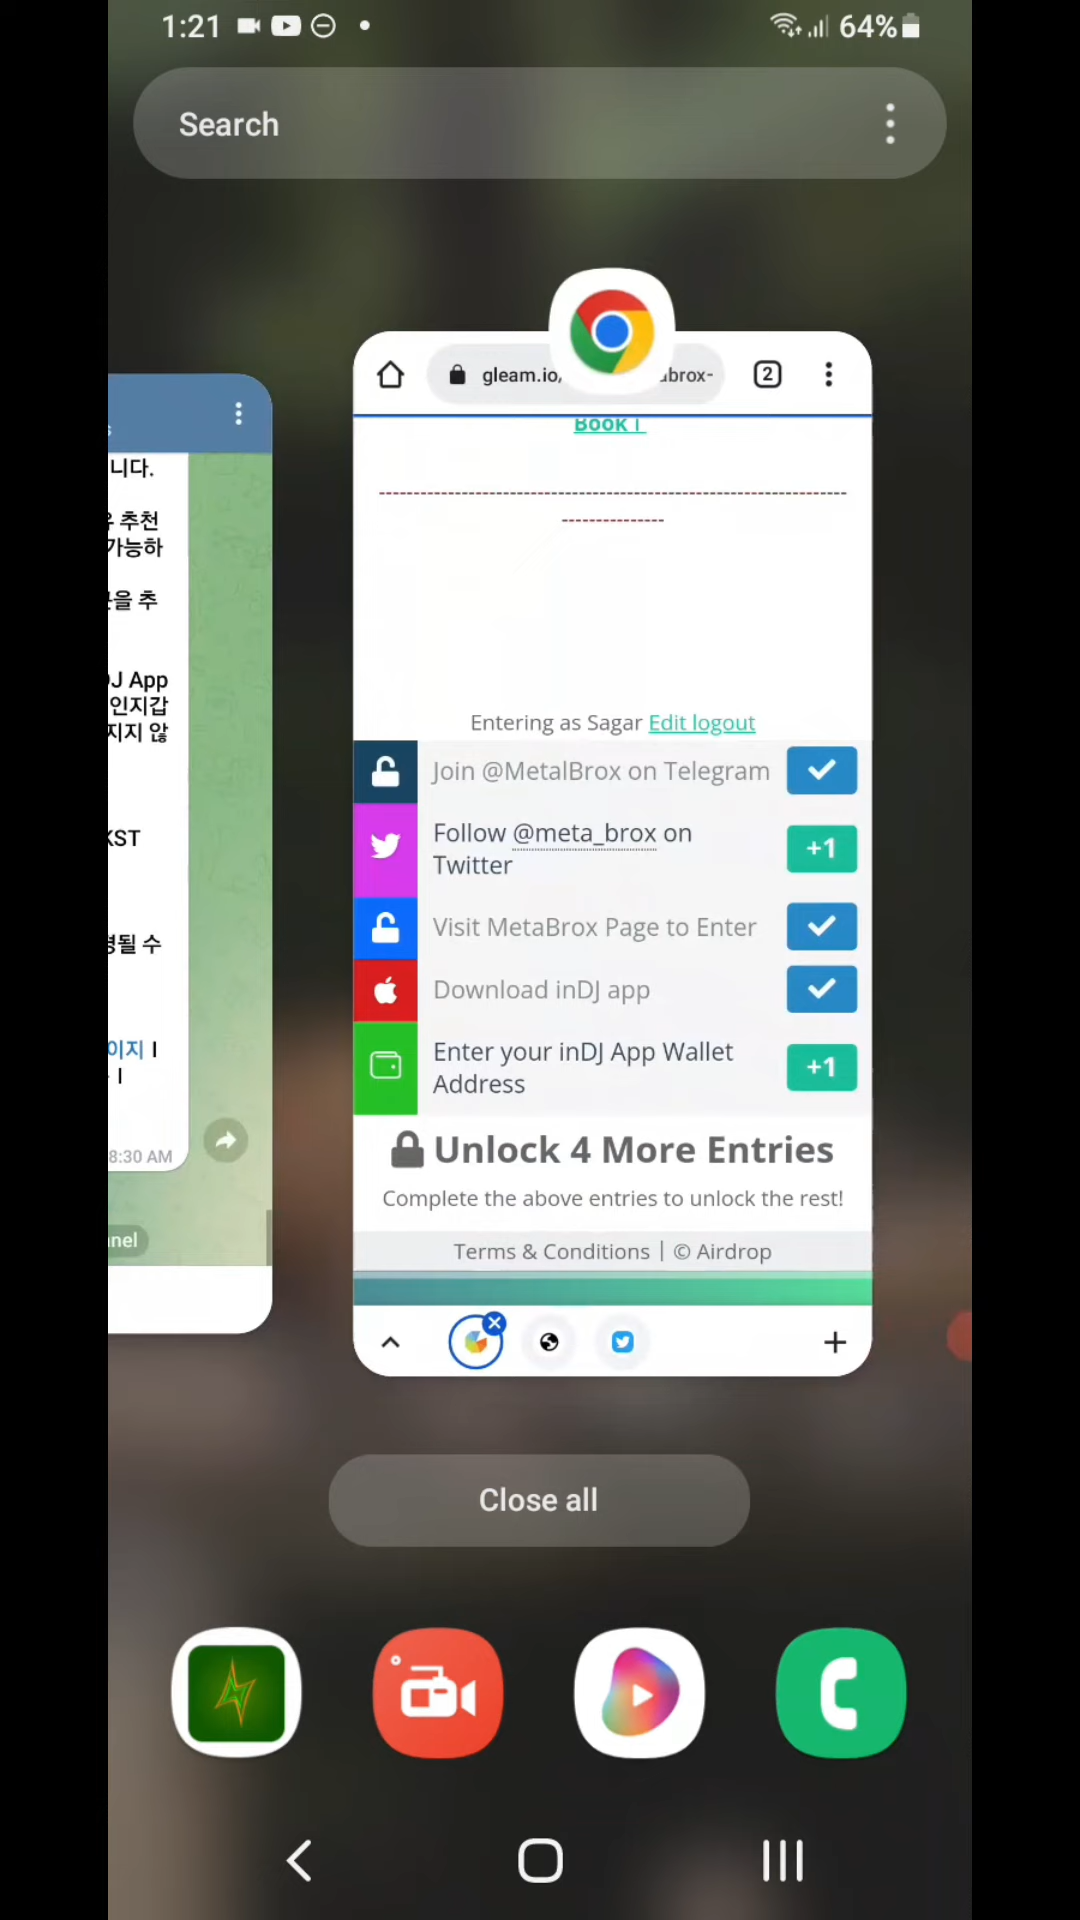 1:21
64%
Search
니다.
추천
가능하
을 추
J App
인지갑
지지 않
KST
될 수
이지 |
|
8:30 AM
nel
gleam.io/
abrox-
2
Book |
--------------------------------------------------------------------
---------------
Entering as Sagar Edit logout
Join @MetalBrox on Telegram
Follow @meta_brox on
Twitter
+1
Visit MetaBrox Page to Enter
Download inDJ app
Enter your inDJ App Wallet
Address
+1
Unlock 4 More Entries
Complete the above entries to unlock the rest!
Terms & Conditions | © Airdrop
Close all